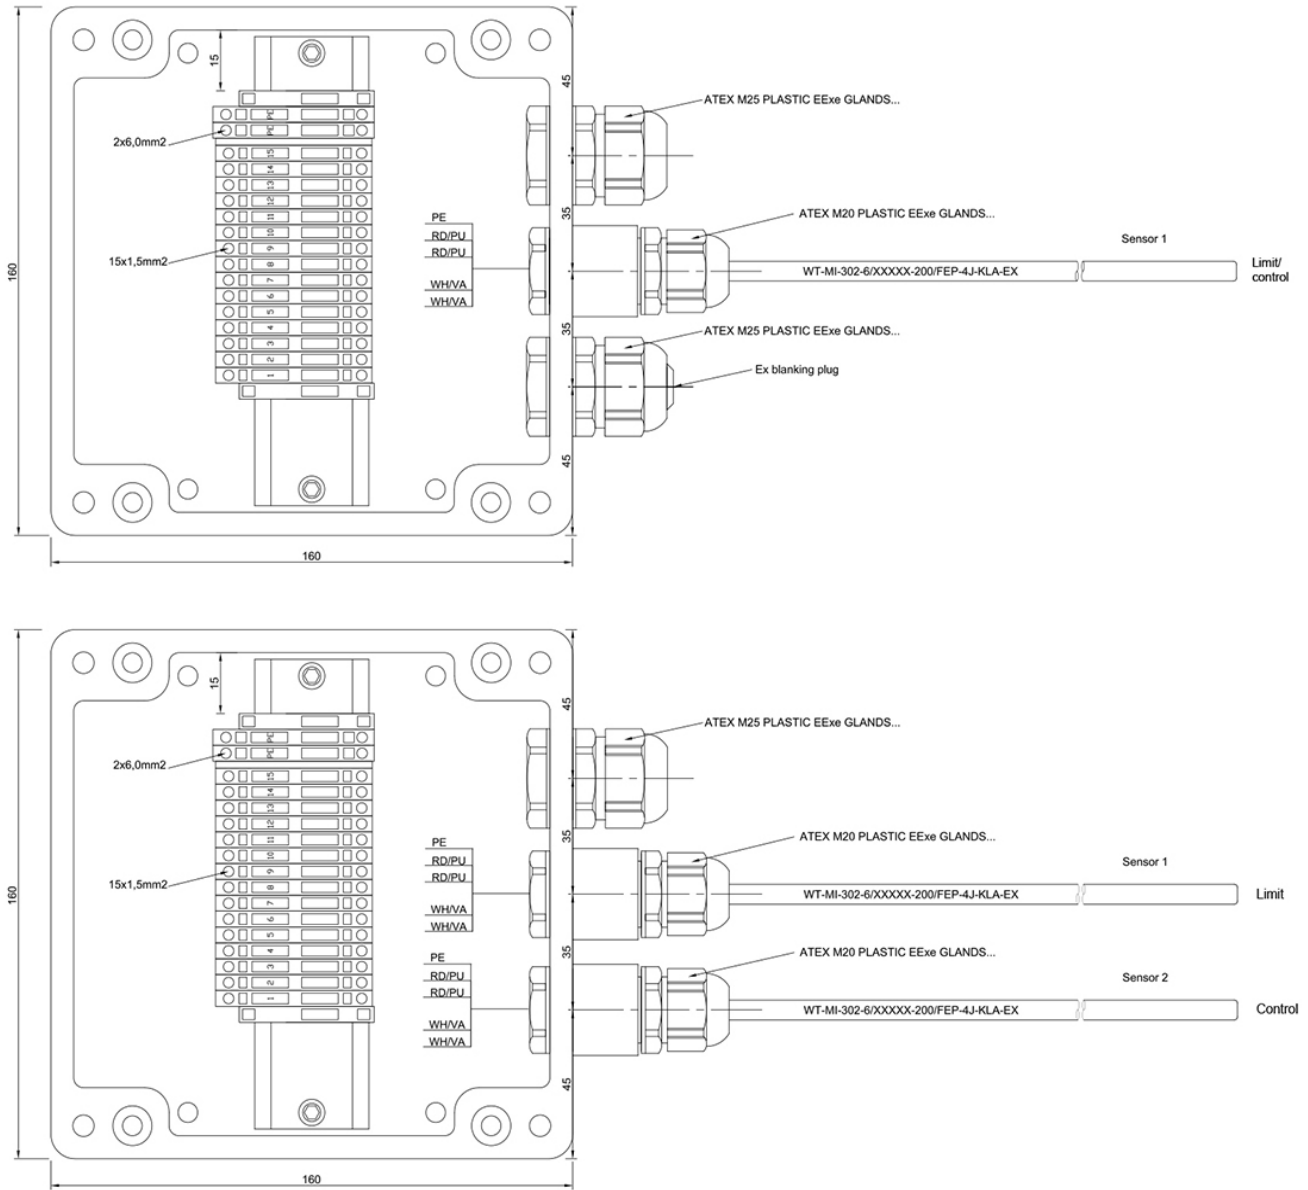 15
45
ATEX M25 PLASTIC EExe GLANDS...
PE
PE
2x6,0mm2
15
14
13
12
11
10
9
8
7
6
5
4
3
2
1
15x1,5mm2
160
PE
RD/PU
RD/PU
WH/VA
WH/VA
35
ATEX M20 PLASTIC EExe GLANDS...
Sensor 1
WT-MI-302-6/XXXXX-200/FEP-4J-KLA-EX
Limit/
control
35
ATEX M25 PLASTIC EExe GLANDS...
Ex blanking plug
45
160
15
45
ATEX M25 PLASTIC EExe GLANDS...
PE
PE
2x6,0mm2
15
14
13
12
11
10
9
8
7
6
5
4
3
2
1
15x1,5mm2
160
35
ATEX M20 PLASTIC EExe GLANDS...
PE
RD/PU
RD/PU
WH/VA
WH/VA
Sensor 1
WT-MI-302-6/XXXXX-200/FEP-4J-KLA-EX
Limit
35
ATEX M20 PLASTIC EExe GLANDS...
PE
RD/PU
RD/PU
WH/VA
WH/VA
Sensor 2
WT-MI-302-6/XXXXX-200/FEP-4J-KLA-EX
Control
45
160